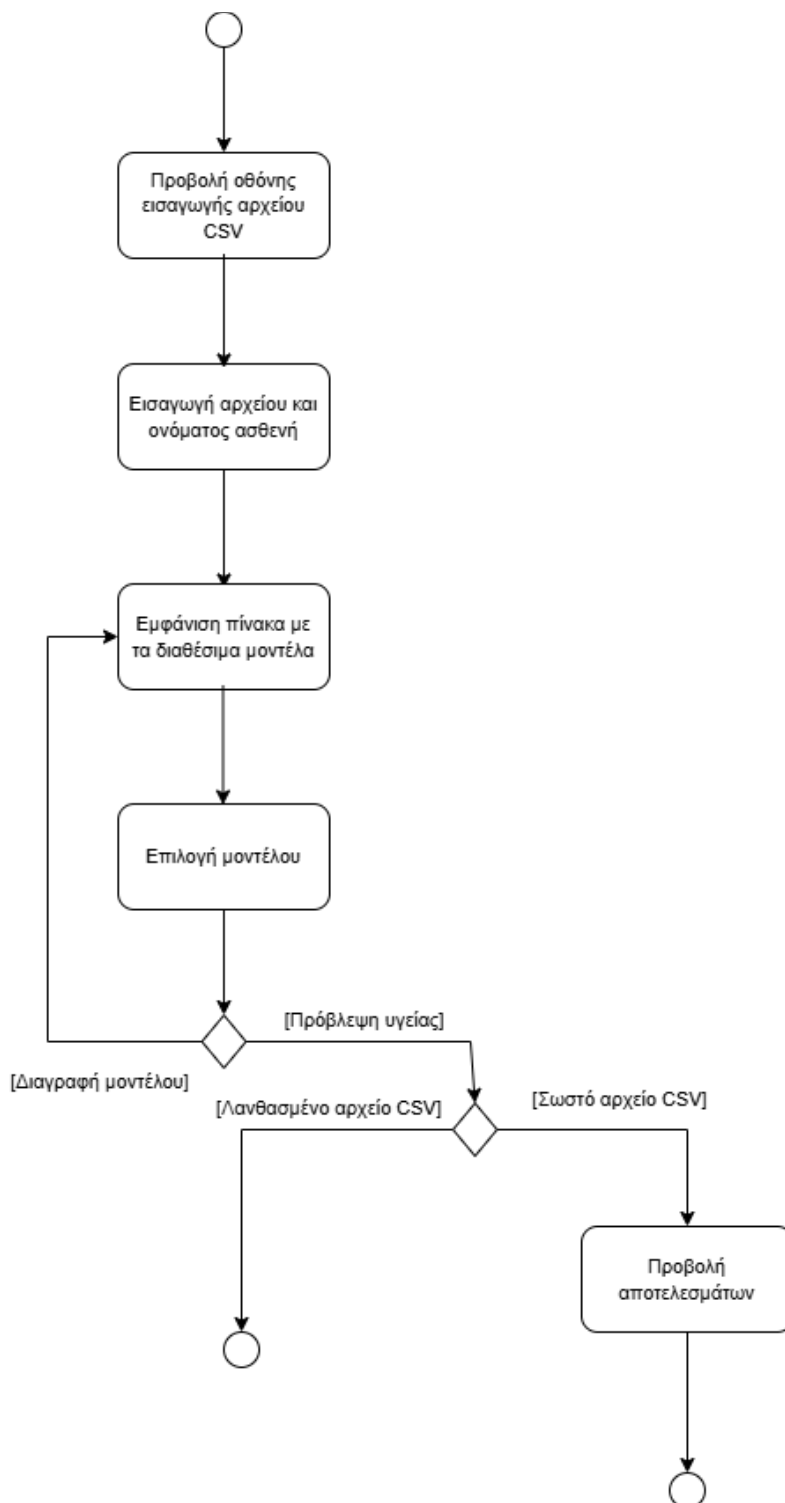 Προβολή οθόνης
εισαγωγής αρχείου
CSV
Εισαγωγή αρχείου και
ονόματος ασθενή
Εμφάνιση πίνακα με
τα διαθέσιμα μοντέλα
Επιλογή μοντέλου
[Πρόβλεψη υγείας]
[Διαγραφή μοντέλου]
[Λανθασμένο αρχείο CSV]
[Σωστό αρχείο CSV]
Προβολή
αποτελεσμάτων